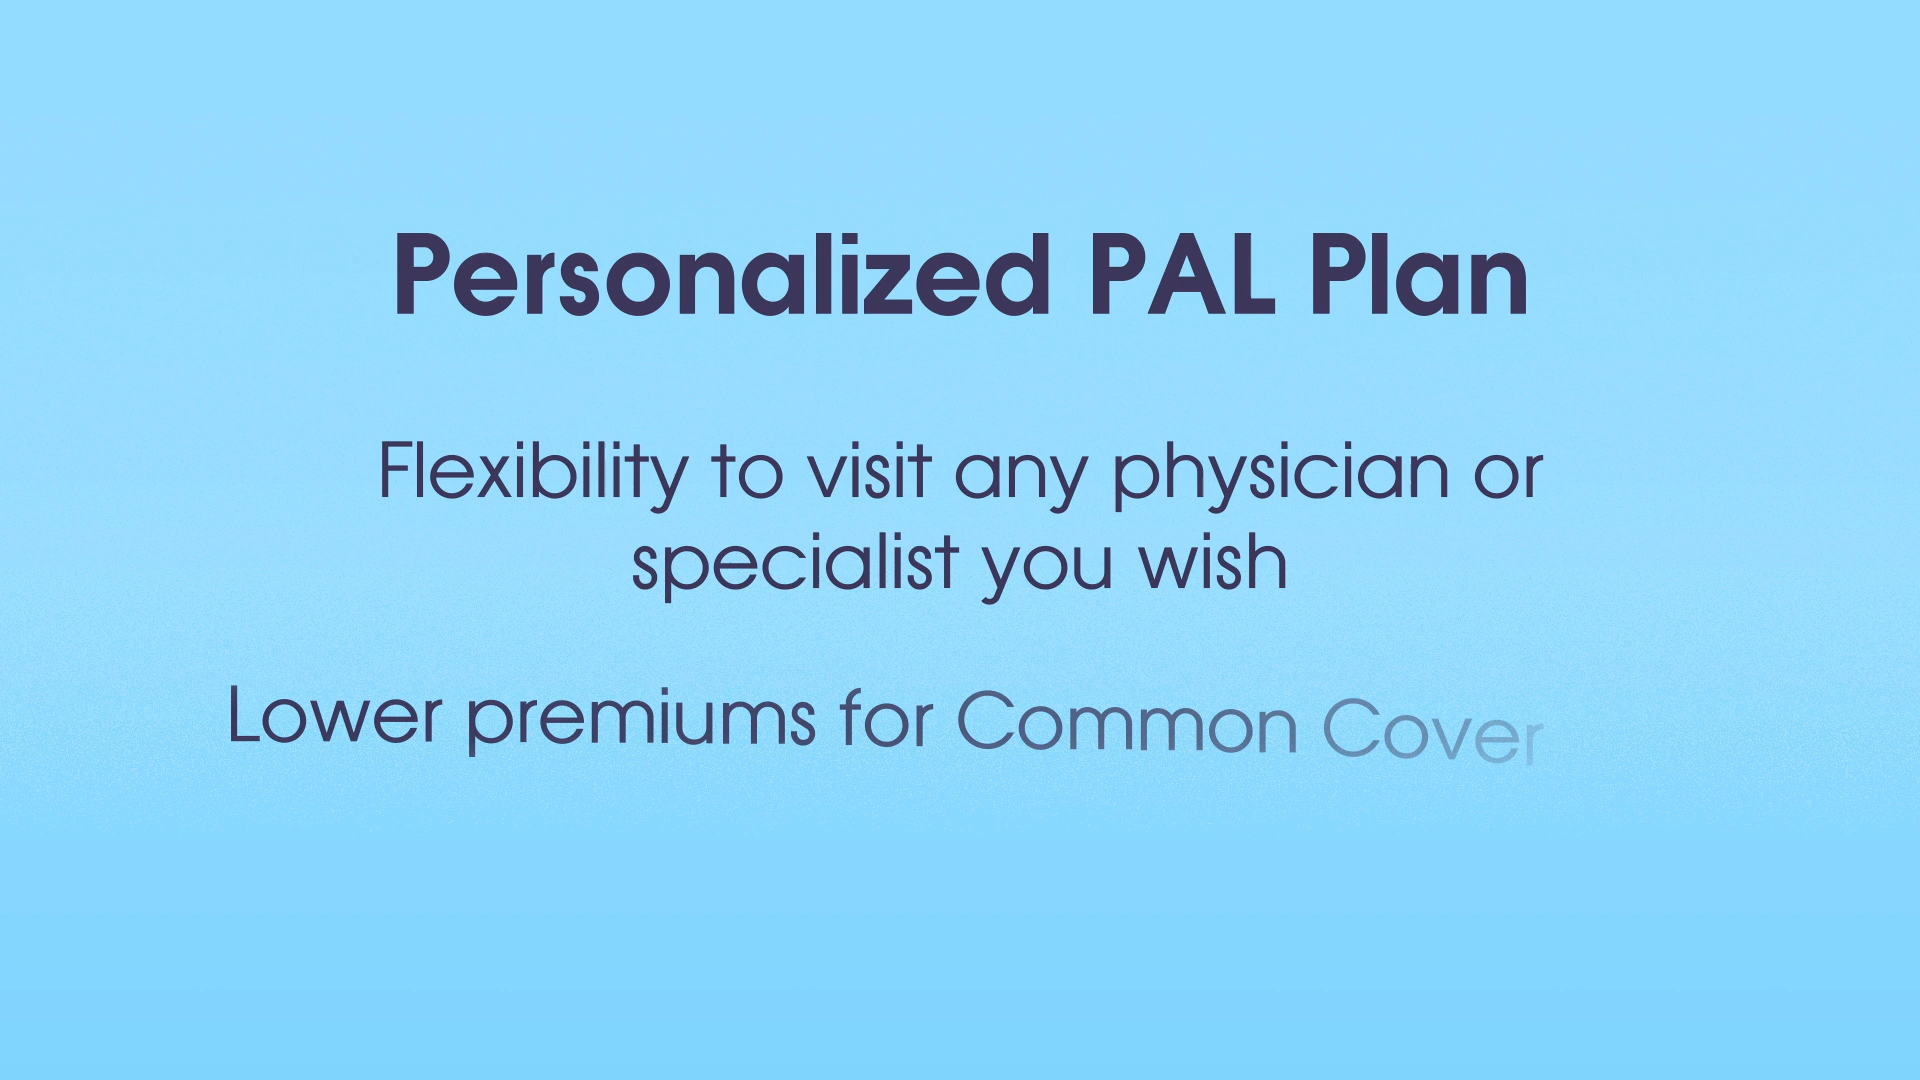 Personalized PAL Plan
Flexibility to visit any physician or
specialist you wish
Lower premiums for Common Cover